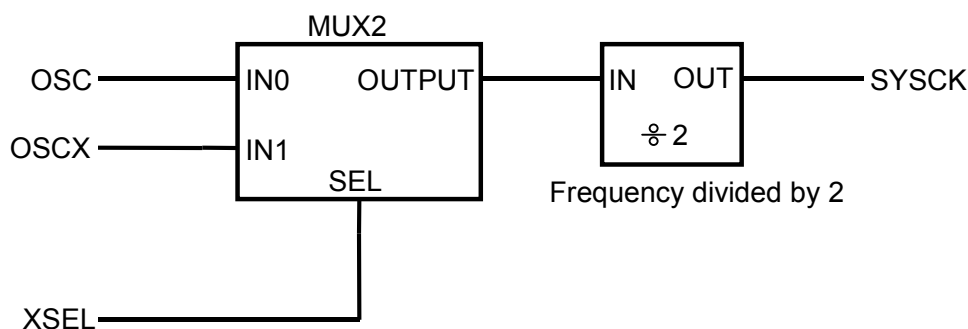 MUX2
OSC IN0 OUTPUT IN OUT SYSCK
OSCX IN1 ÷ 2
SEL
Frequency divided by 2
XSEL